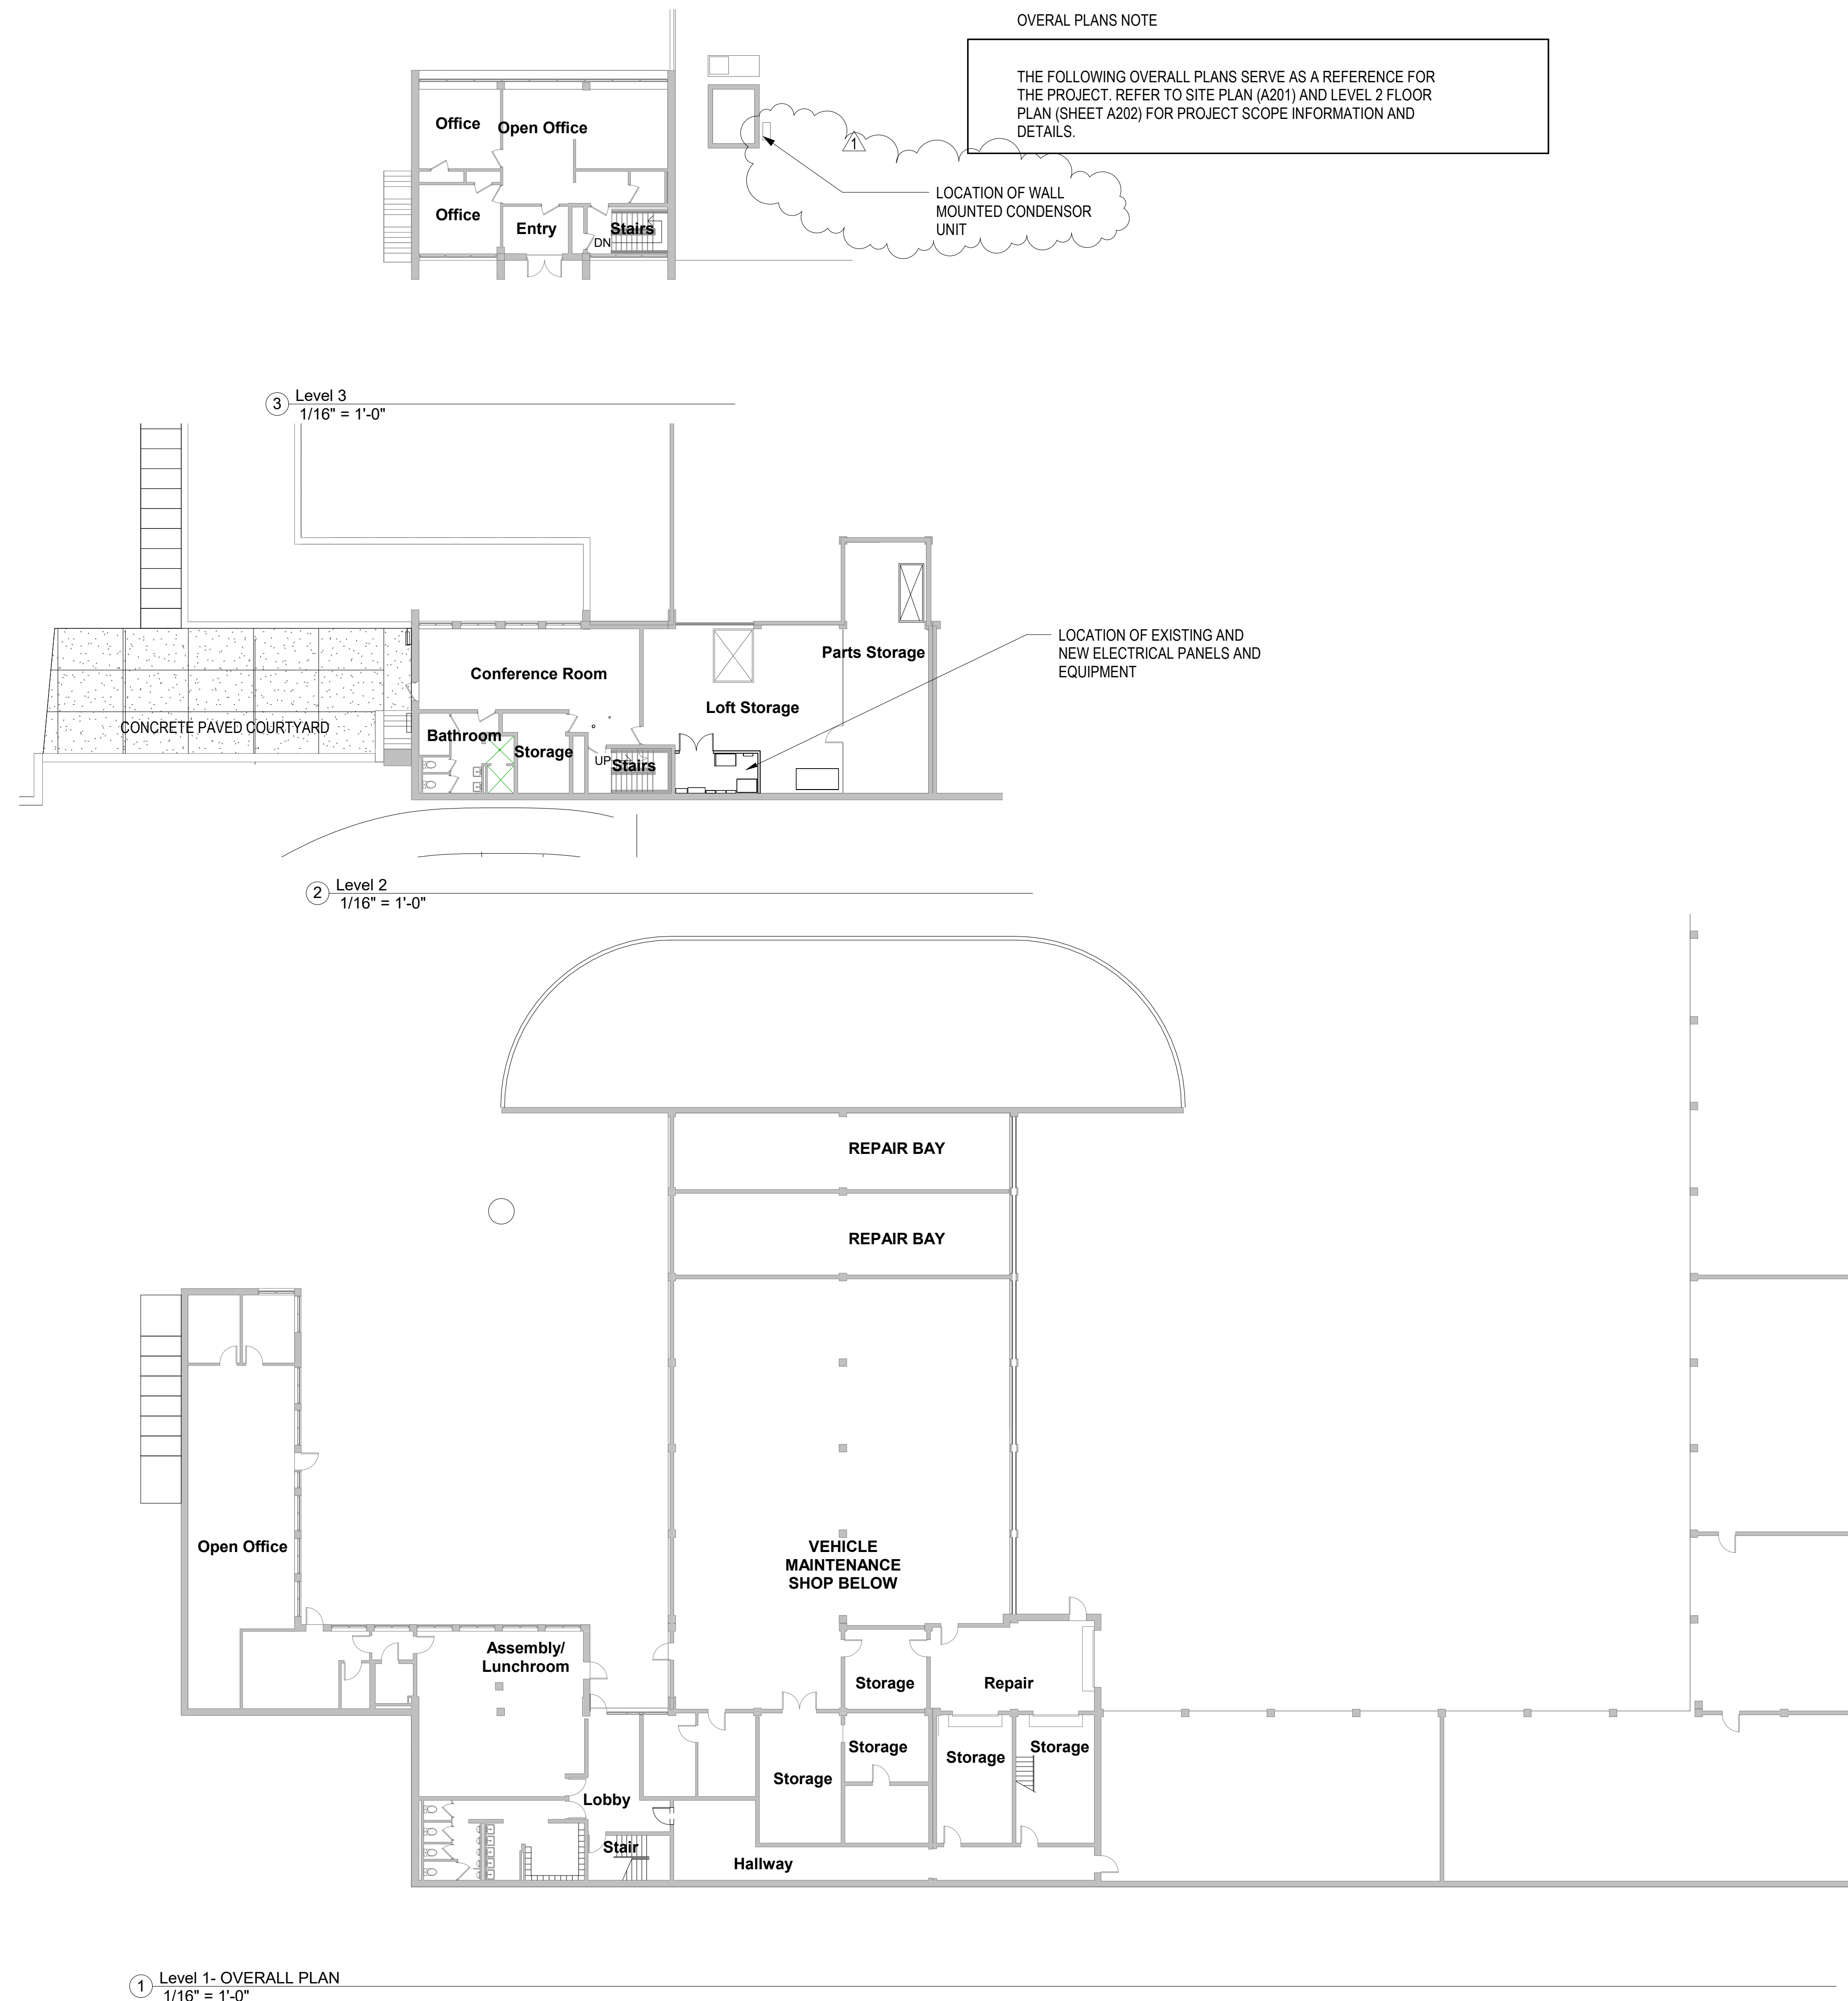 OVERAL PLANS NOTE
THE FOLLOWING OVERALL PLANS SERVE AS A REFERENCE FOR
THE PROJECT. REFER TO SITE PLAN (A201) AND LEVEL 2 FLOOR
PLAN (SHEET A202) FOR PROJECT SCOPE INFORMATION AND
DETAILS.
Office
Open Office
1
LOCATION OF WALL
MOUNTED CONDENSOR
UNIT
Office
Entry
Stairs
DN
3
Level 3
1/16" = 1'-0"
LOCATION OF EXISTING AND
NEW ELECTRICAL PANELS AND
EQUIPMENT
Parts Storage
Conference Room
Loft Storage
CONCRETE PAVED COURTYARD
Bathroom
Storage
UP
Stairs
2
Level 2
1/16" = 1'-0"
REPAIR BAY
REPAIR BAY
Open Office
VEHICLE
MAINTENANCE
SHOP BELOW
Assembly/
Lunchroom
Storage
Repair
Storage
Storage
Storage
Storage
Lobby
Stair
Hallway
1
Level 1- OVERALL PLAN
1/16" = 1'-0"